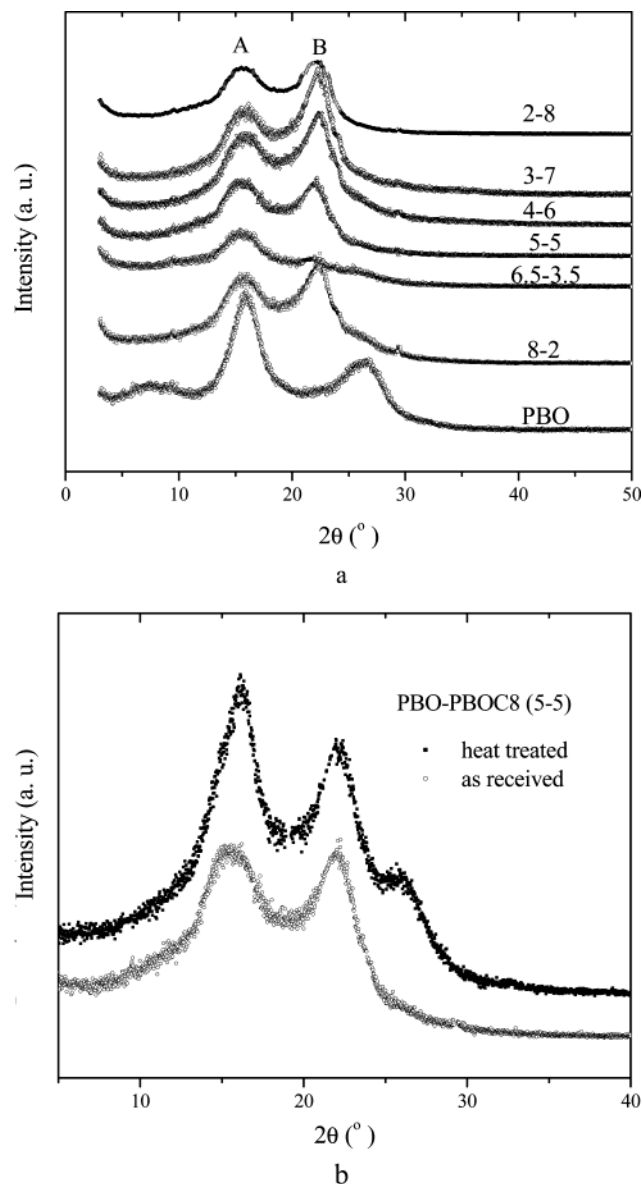 A B
2-8
3-7
4-6
5-5
6.5-3.5
8-2
PBO
Intensity (a. u.)
0 10 20 30 40 50
2θ (°)
a
PBO-PBOC8 (5-5)
heat treated
as received
Intensity (a. u.)
10 20 30 40
2θ (°)
b